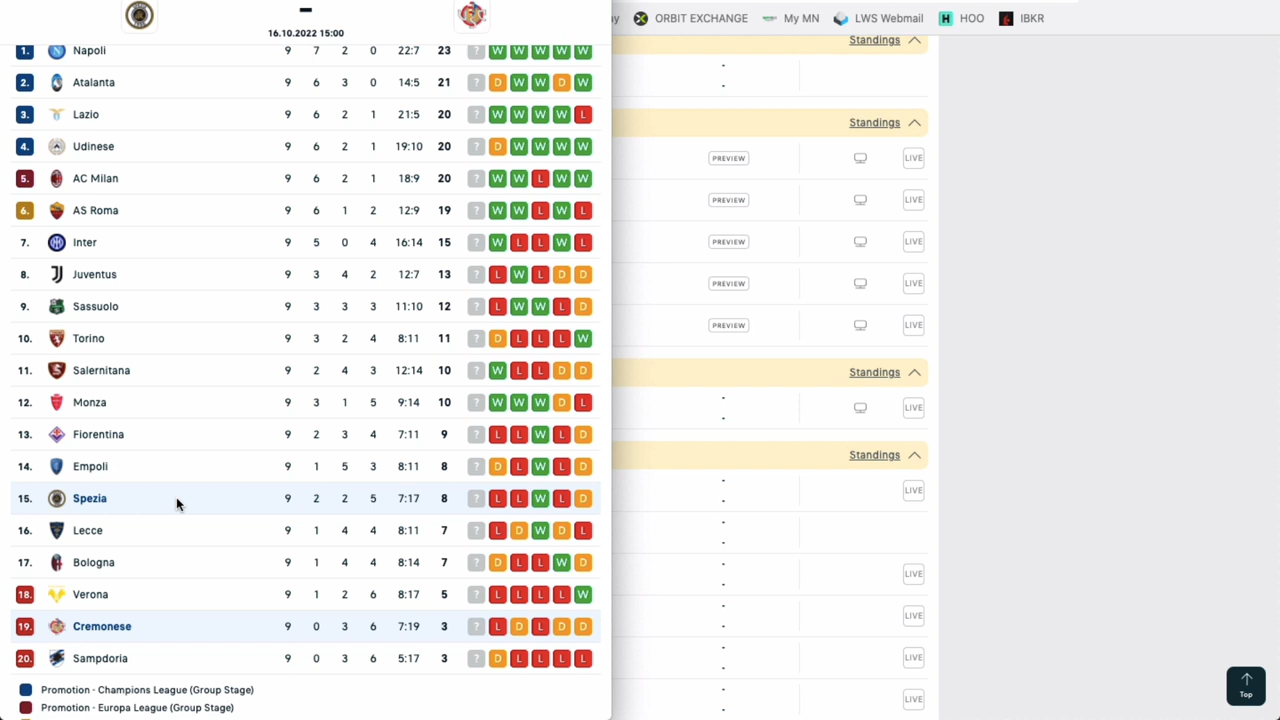 y ORBIT EXCHANGE My MN LWS Webmail H HOO IBKR
16.10.2022 15:00
Standings
1. Napoli 9 7 2 0 22:7 23 ? W W W W W
2. Atalanta 9 6 3 0 14:5 21 ? D W W D W
3. Lazio 9 6 2 1 21:5 20 ? W W W W L
Standings
4. Udinese 9 6 2 1 19:10 20 ? D W W W W
PREVIEW LIVE
5. AC Milan 9 6 2 1 18:9 20 ? W W L W W
PREVIEW LIVE
6. AS Roma 9 6 1 2 12:9 19 ? W W L W L
7. Inter 9 5 0 4 16:14 15 ? W L L W L
PREVIEW LIVE
8. Juventus 9 3 4 2 12:7 13 ? L W L D D
PREVIEW LIVE
9. Sassuolo 9 3 3 3 11:10 12 ? L W W L D
PREVIEW LIVE
10. Torino 9 3 2 4 8:11 11 ? D L L L W
11. Salernitana 9 2 4 3 12:14 10 ? W L L D D
Standings
12. Monza 9 3 1 5 9:14 10 ? W W W D L
LIVE
13. Fiorentina 9 2 3 4 7:11 9 ? L L W L D
Standings
14. Empoli 9 1 5 3 8:11 8 ? D L W L D
LIVE
15. Spezia 9 2 2 5 7:17 8 ? L L W L D
16. Lecce 9 1 4 4 8:11 7 ? L D W D L
17. Bologna 9 1 4 4 8:14 7 ? D L L W D
LIVE
18. Verona 9 1 2 6 8:17 5 ? L L L L W
LIVE
19. Cremonese 9 0 3 6 7:19 3 ? L D L D D
20. Sampdoria 9 0 3 6 5:17 3 ? D L L L L
LIVE
Promotion - Champions League (Group Stage)
LIVE
Top
Promotion - Europa League (Group Stage)